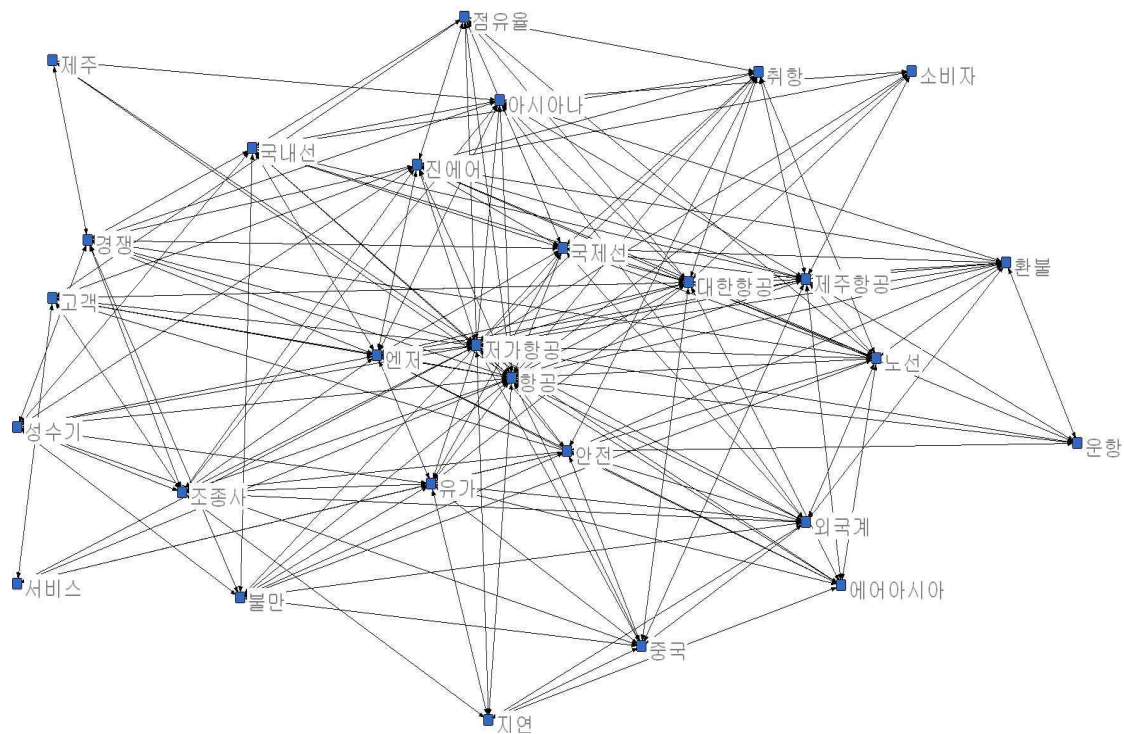 점유율
제주
취항
소비자
아시아나
국내선
진에어
경쟁
국제선
환불
대한항공
제주항공
고객
엔저
저가항공
노선
항공
성수기
안전
운항
조종사
유가
외국계
서비스
불만
에어아시아
중국
지연